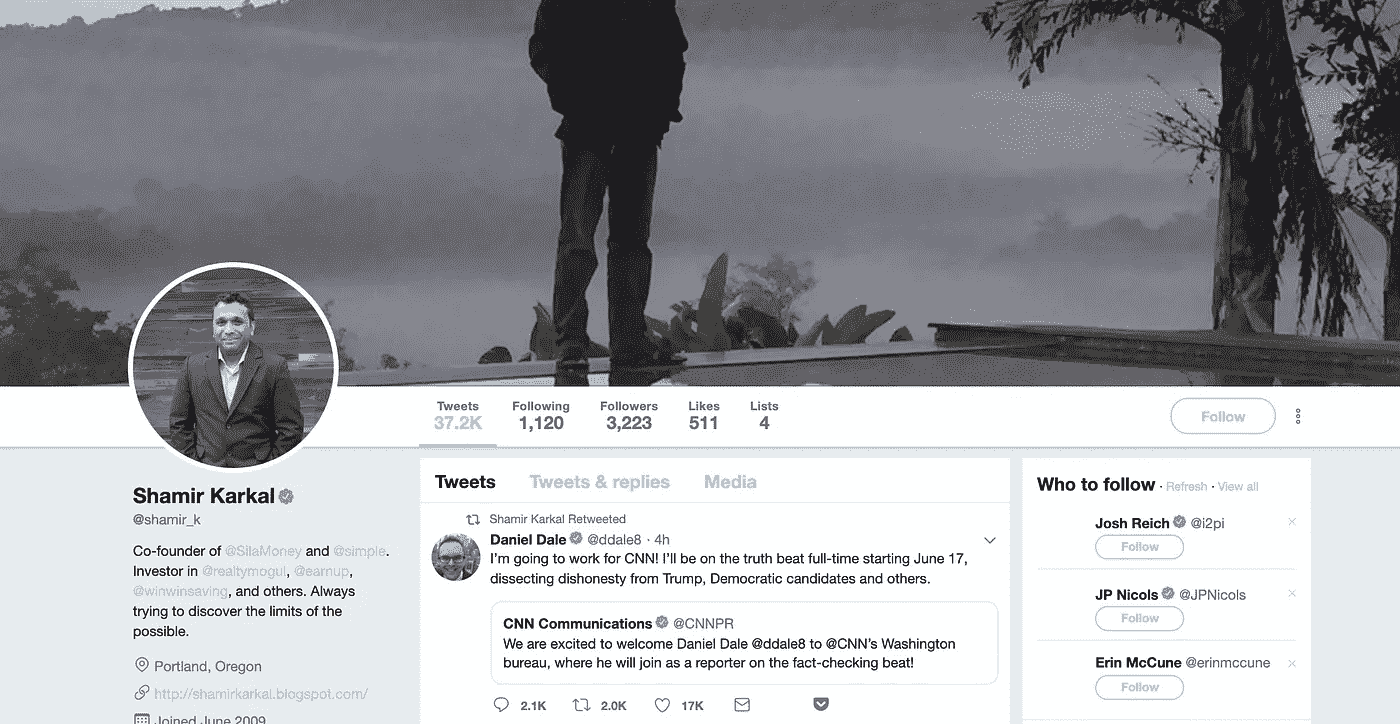 Tweets
37.2K
Following
1,120
Followers
3,223
Likes
511
Lists
4
Follow
Shamir Karkal
@shamir_k
Co-founder of @SilaMoney and @simple.
Investor in @realtymogul, @earnup,
@winwinsaving, and others. Always
trying to discover the limits of the
possible.
Portland, Oregon
http://shamirkarkal.blogspot.com/
Joined June 2009
Tweets Tweets & replies Media
Shamir Karkal Retweeted
Daniel Dale @ddale8 · 4h
I'm going to work for CNN! I'll be on the truth beat full-time starting June 17,
dissecting dishonesty from Trump, Democratic candidates and others.
CNN Communications @CNNPR
We are excited to welcome Daniel Dale @ddale8 to @CNN's Washington
bureau, where he will join as a reporter on the fact-checking beat!
2.1K 2.0K 17K
Who to follow · Refresh · View all
Josh Reich @i2pi
Follow
JP Nicols @JPNicols
Follow
Erin McCune @erinmccune
Follow